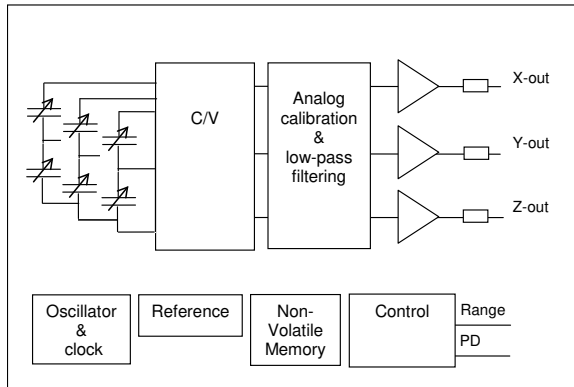 C/V
Analog
calibration
&
low-pass
filtering
X-out
Y-out
Z-out
Oscillator
&
clock
Reference
Non-
Volatile
Memory
Control
Range
PD